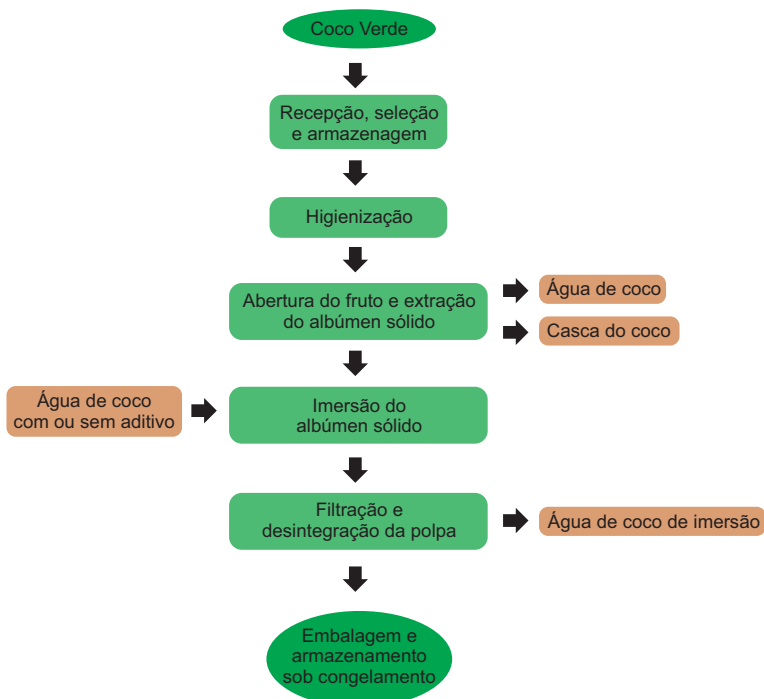 Coco Verde
Recepção, seleção
e armazenagem
Higienização
Abertura do fruto e extração
do albúmen sólido
Água de coco
Casca do coco
Água de coco
com ou sem aditivo
Imersão do
albúmen sólido
Filtração e
desintegração da polpa
Água de coco de imersão
Embalagem e
armazenamento
sob congelamento